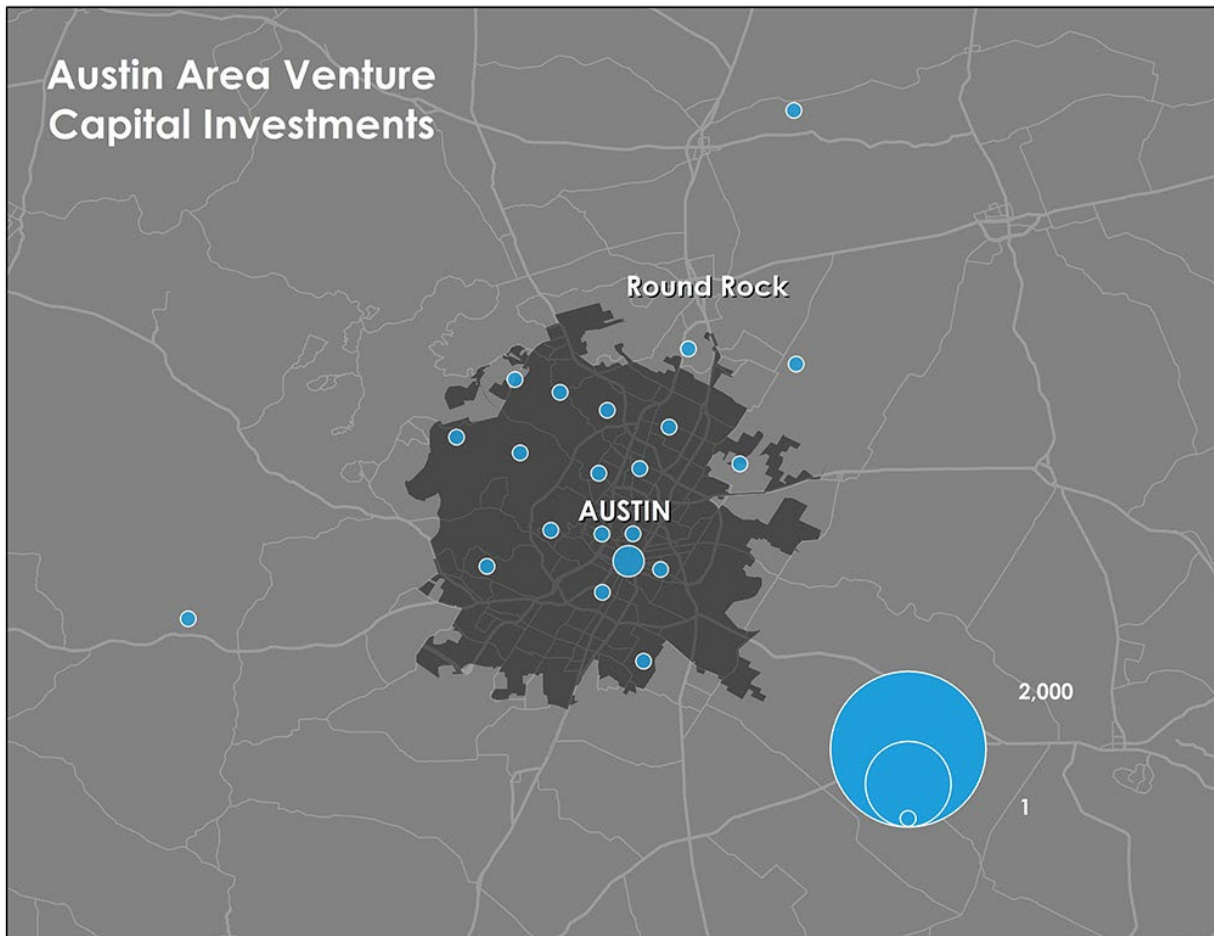 Austin Area Venture
Capital Investments
Round Rock
AUSTIN
2,000
1